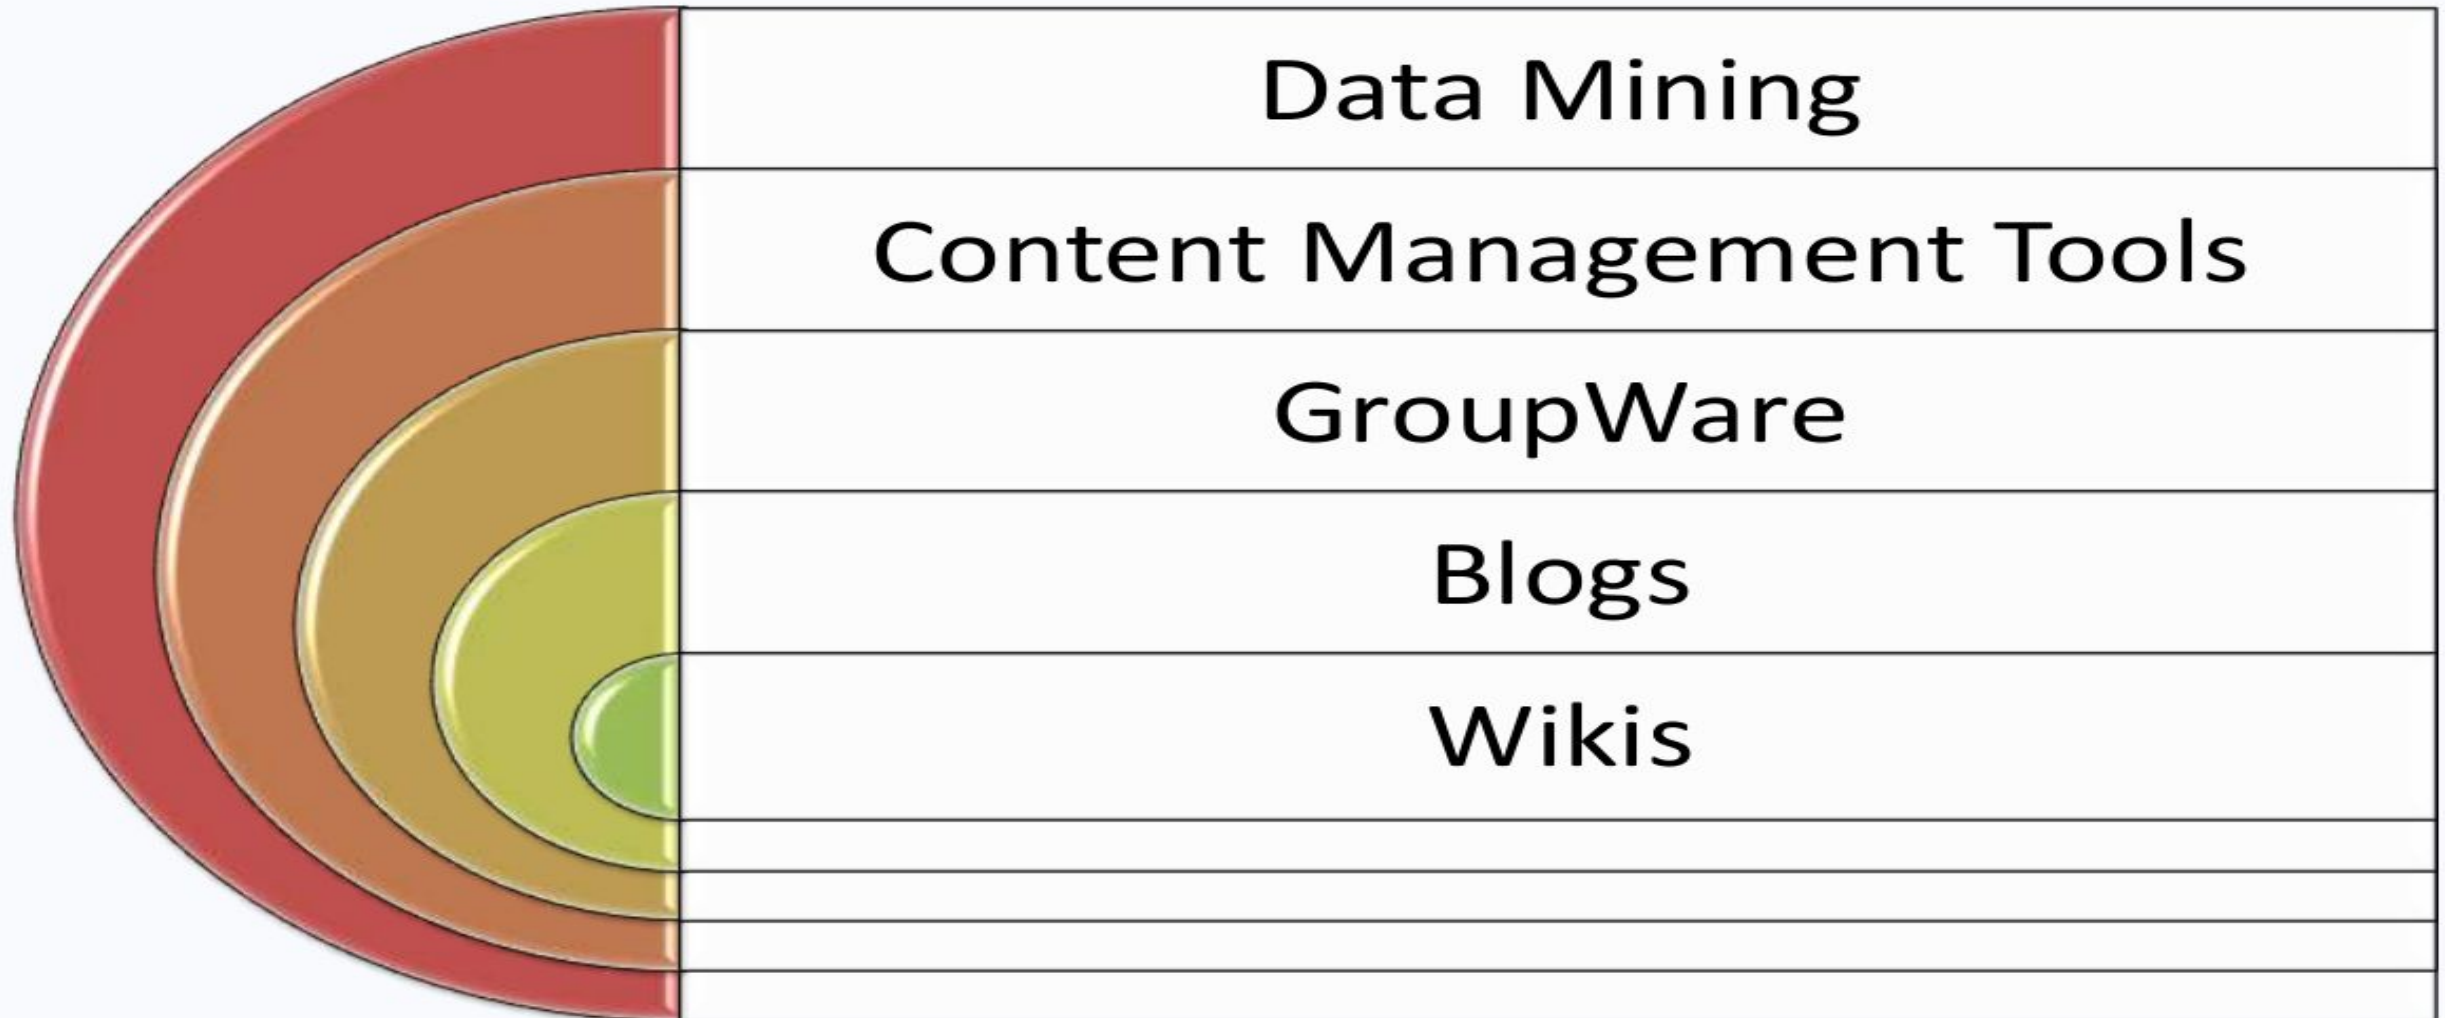 Data Mining
Content Management Tools
GroupWare
Blogs
Wikis